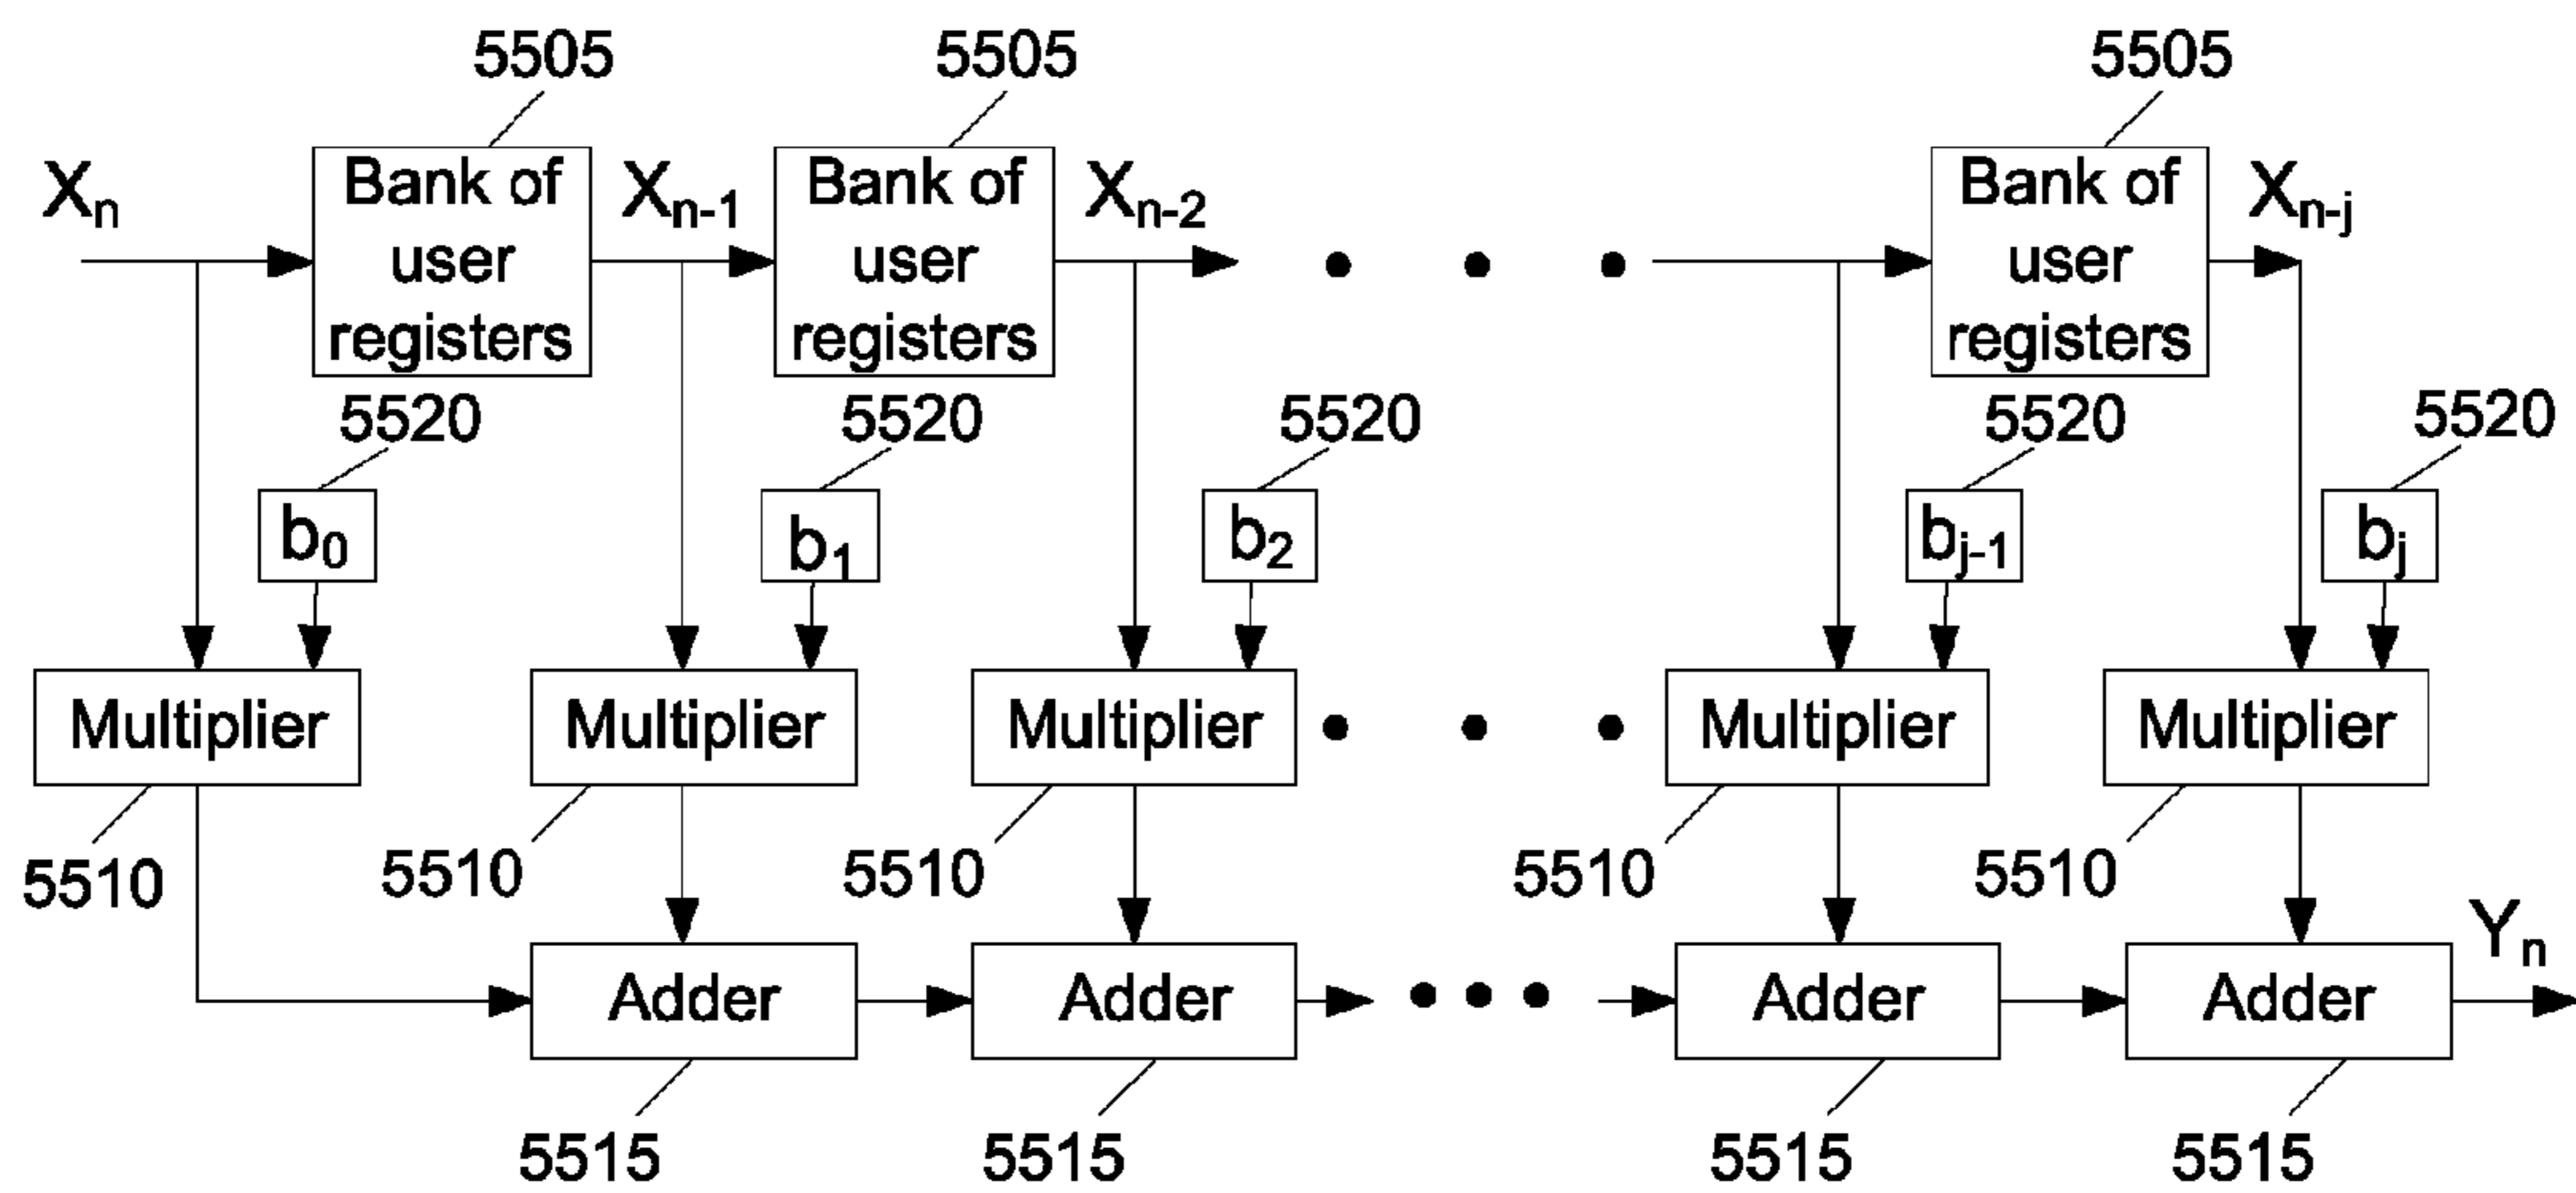 5505 5505 5505
Xn Bank of user registers Xn-1 Bank of user registers Xn-2 Bank of user registers Xn-j
5520 5520 5520 5520 5520
b0 b1 b2 bj-1 bj
Multiplier Multiplier Multiplier Multiplier Multiplier
5510 5510 5510 5510 5510
Adder Adder Adder Adder Yn
5515 5515 5515 5515